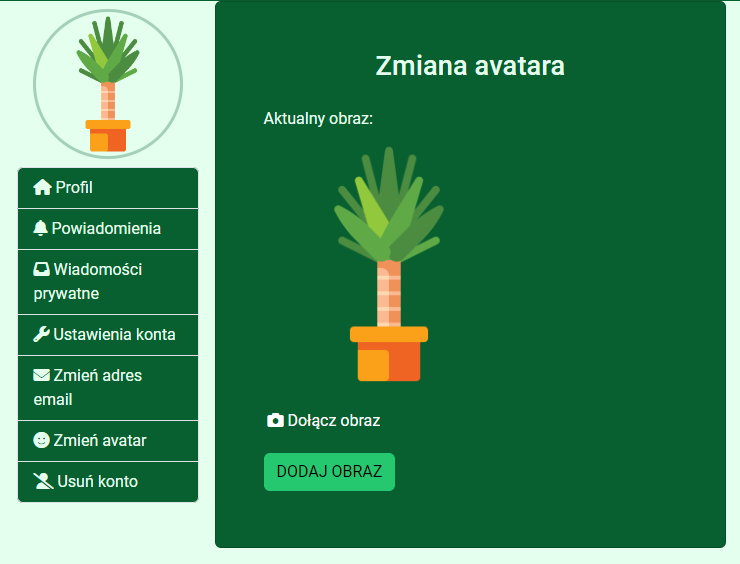 Profil
Powiadomienia
Wiadomości
prywatne
Ustawienia konta
Zmień adres
email
Zmień avatar
Usuń konto
Zmiana avatara
Aktualny obraz:
Dołącz obraz
DODAJ OBRAZ